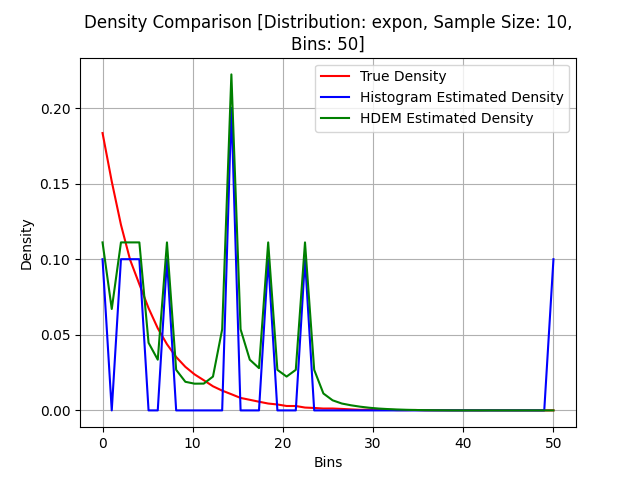 Density Comparison [Distribution: expon, Sample Size: 10,
Bins: 50]
True Density
Histogram Estimated Density
HDEM Estimated Density
Density
0.20
0.15
0.10
0.05
0.00
0
10
20
30
40
50
Bins